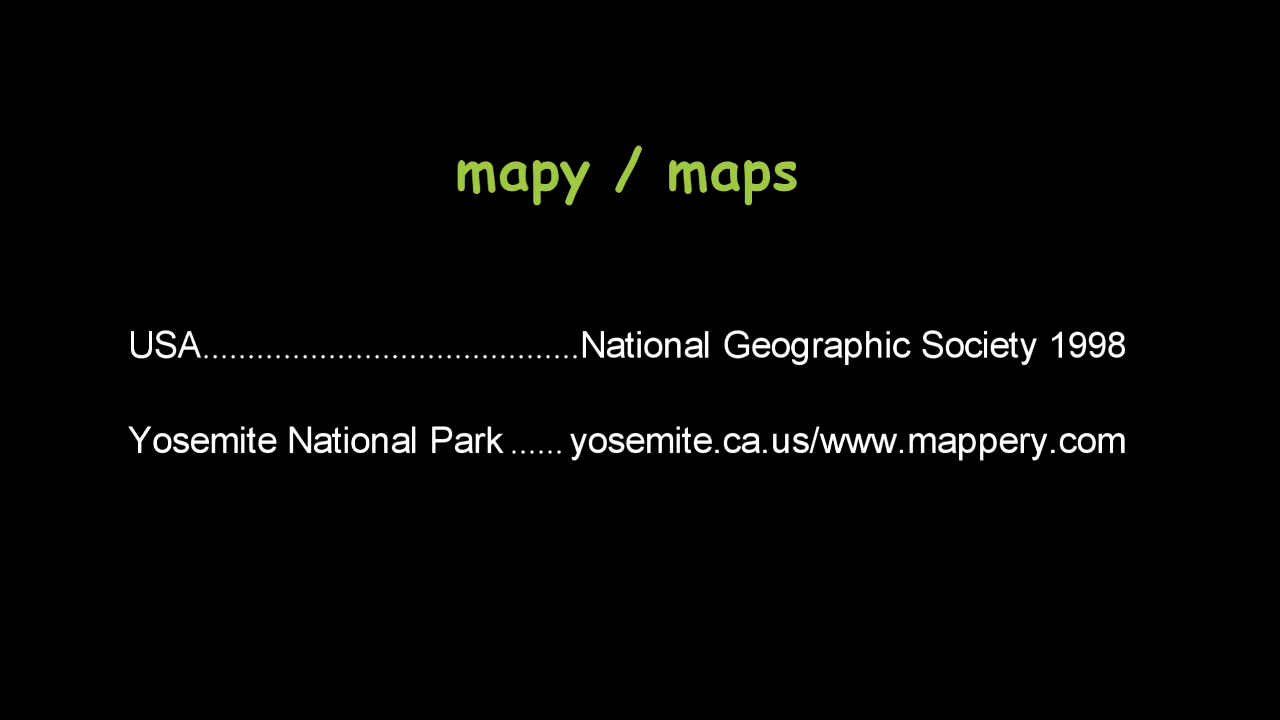 mapy / maps
USA..........................................National Geographic Society 1998
Yosemite National Park ...... yosemite.ca.us/www.mappery.com